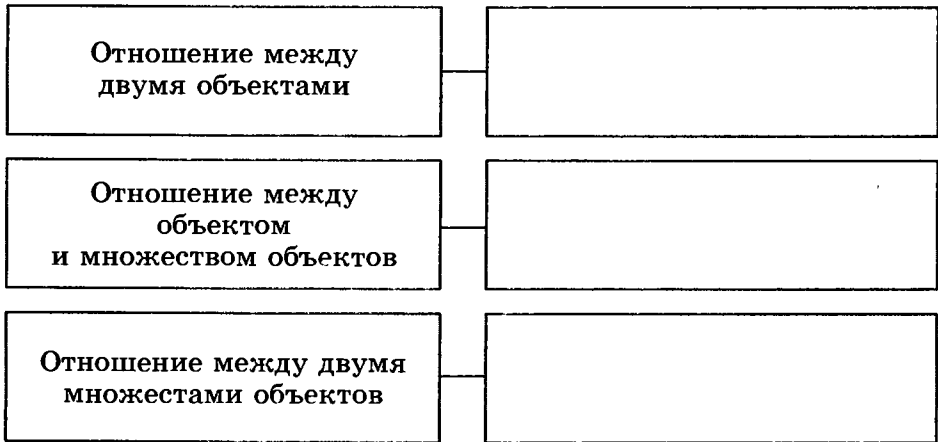 Отношение между
двумя объектами
Отношение между
объектом
и множеством объектов
Отношение между двумя
множестами объектов